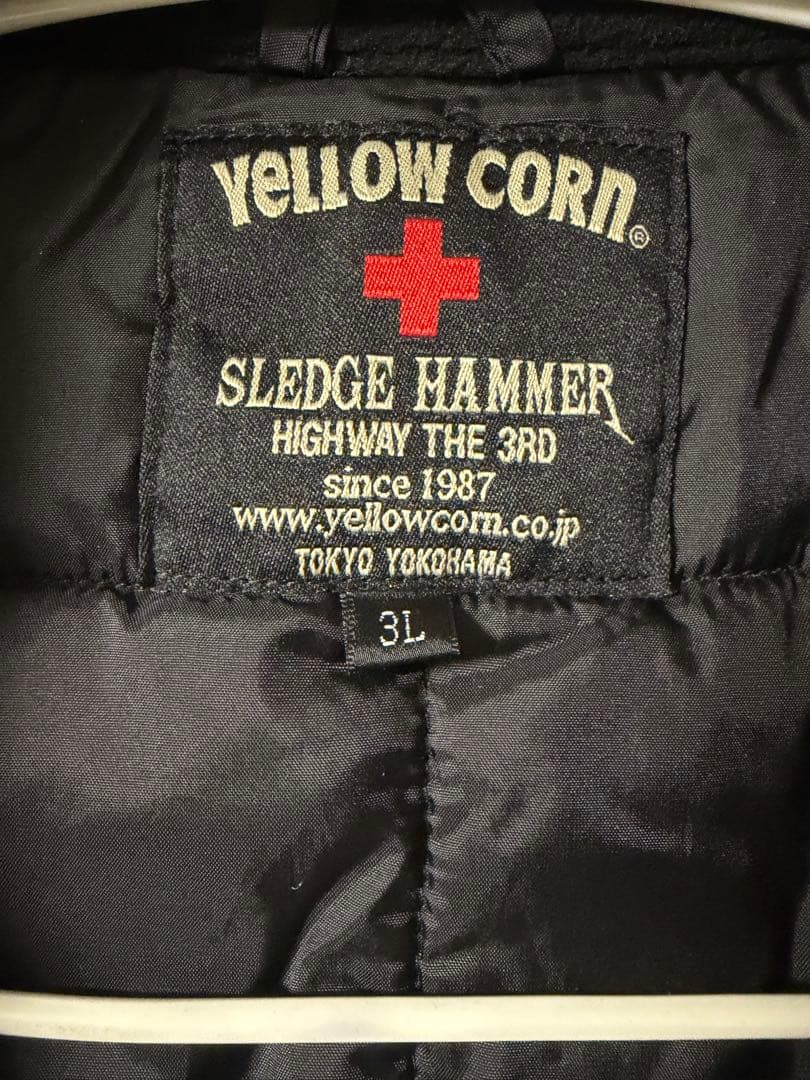 YeLLOW CORn®
SLEDGE HAMMER
HIGHWAY THE 3RD
since 1987
www.yellowcorn.co.jp
TOKYO YOKOHAMA
3L